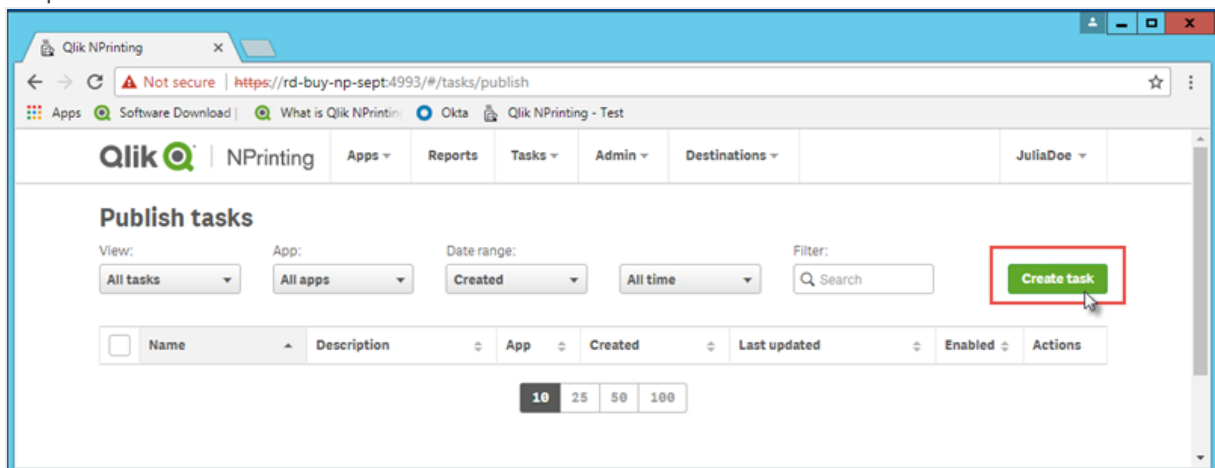 Qlik NPrinting
Not secure | https://rd-buy-np-sept:4993/#/tasks/publish
Apps Software Download | What is Qlik NPrinting Okta Qlik NPrinting - Test
Qlik NPrinting Apps Reports Tasks Admin Destinations JuliaDoe
Publish tasks
View: App: Date range: Filter:
All tasks All apps Created All time Search Create task
Name Description App Created Last updated Enabled Actions
10 25 50 100